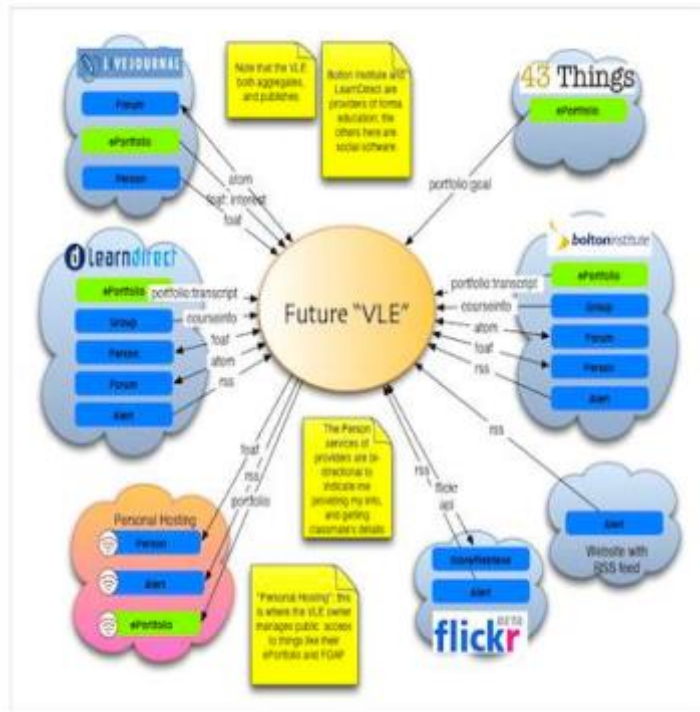 LIVEJOURNAL
Forum
ePortfolio
Person
Note that the VLE
both aggregates,
and publishes
Bolton Institute and
LearnDirect are
providers of formal
education; the
others here are
social software
43 Things
ePortfolio
atom
foaf: interest
foaf
portfolio:goal
learndirect
ePortfolio
Group
Person
Forum
Alert
portfolio:transcript
courseinfo
foaf
atom
rss
Future "VLE"
boltoninstitute
ePortfolio
Group
Forum
Person
Alert
portfolio:transcript
courseinfo
atom
foaf
rss
foaf
rss
portfolio
The Person
services of
providers are bi-
directional to
indicate me
providing my info,
and getting
classmate's details
rss
flickr
api
rss
Personal Hosting
Person
Alert
ePortfolio
"Personal Hosting": this
is where the VLE owner
manages public access
to things like their
ePortfolio and FOAF
Alert
flickr
Alert
Website with
RSS feed